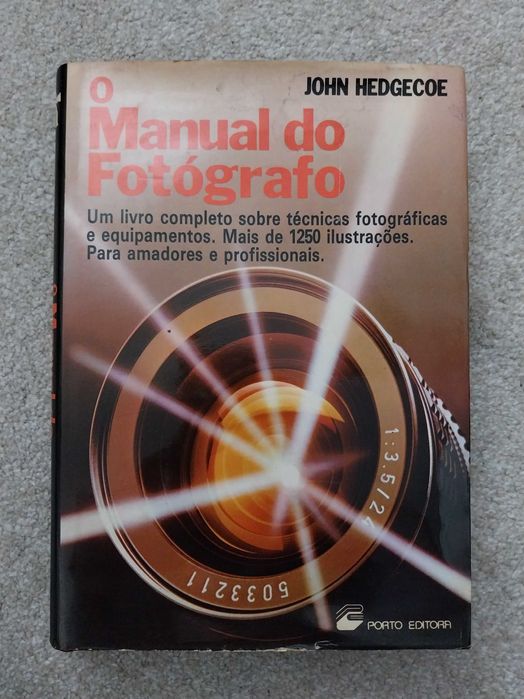 JOHN HEDGECOE
O
Manual do
Fotógrafo
Um livro completo sobre técnicas fotográficas
e equipamentos. Mais de 1250 ilustrações.
Para amadores e profissionais.
1:3.5/24
5033211
PORTO EDITORA